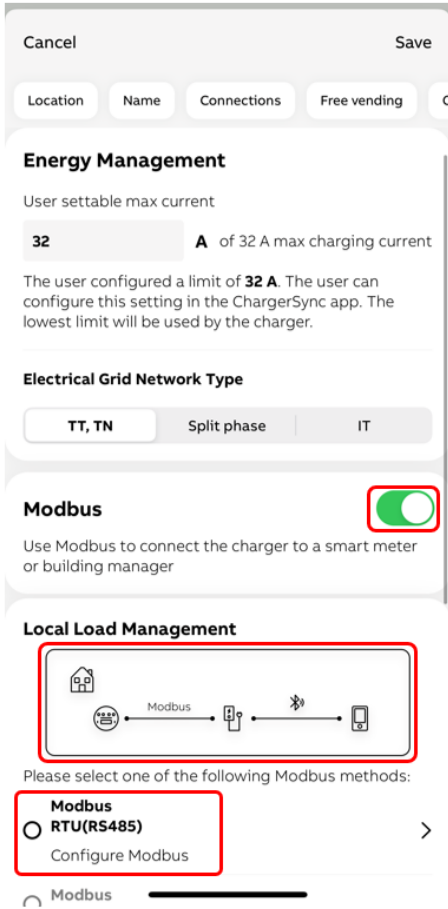 Cancel Save
Location Name Connections Free vending
Energy Management
User settable max current
32 A of 32 A max charging current
The user configured a limit of 32 A. The user can
configure this setting in the ChargerSync app. The
lowest limit will be used by the charger.
Electrical Grid Network Type
TT, TN Split phase IT
Modbus
Use Modbus to connect the charger to a smart meter
or building manager
Local Load Management
Modbus
Please select one of the following Modbus methods:
Modbus
RTU(RS485)
Configure Modbus
Modbus